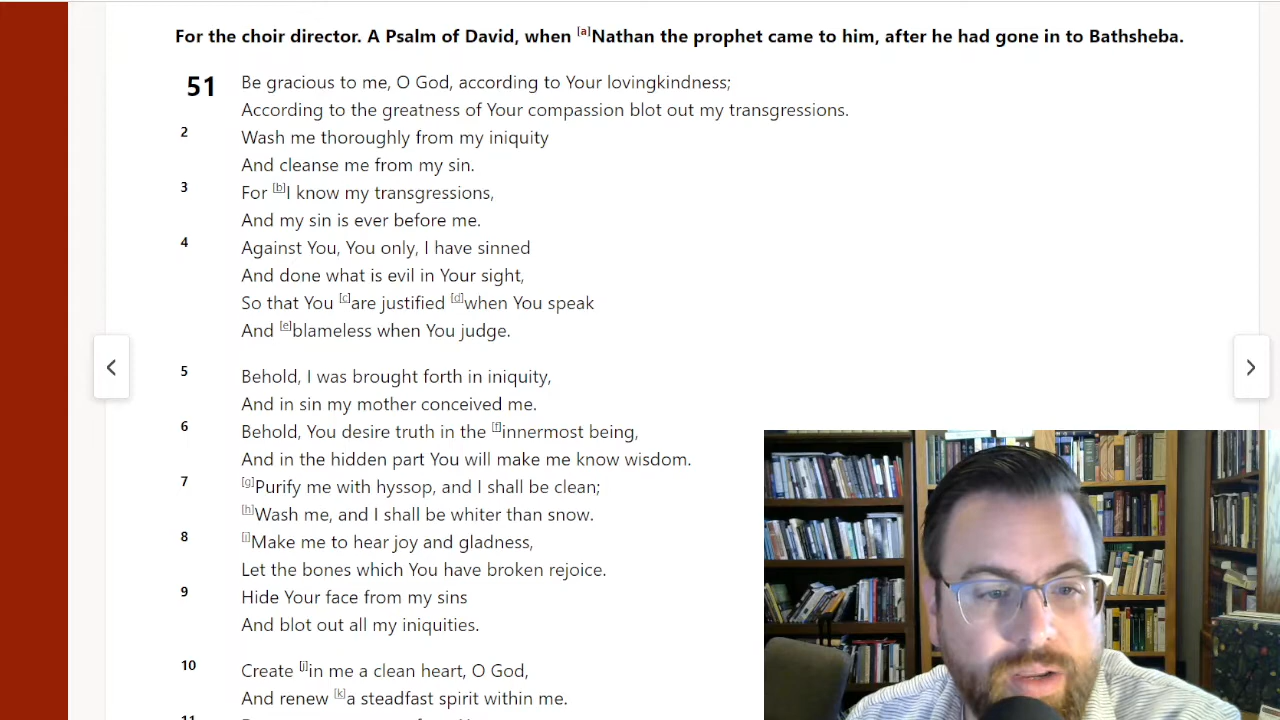 For the choir director. A Psalm of David, when [a]Nathan the prophet came to him, after he had gone in to Bathsheba.
51 Be gracious to me, O God, according to Your lovingkindness;
According to the greatness of Your compassion blot out my transgressions.
2 Wash me thoroughly from my iniquity
And cleanse me from my sin.
3 For [b]I know my transgressions,
And my sin is ever before me.
4 Against You, You only, I have sinned
And done what is evil in Your sight,
So that You [c]are justified [d]when You speak
And [e]blameless when You judge.
5 Behold, I was brought forth in iniquity,
And in sin my mother conceived me.
6 Behold, You desire truth in the [f]innermost being,
And in the hidden part You will make me know wisdom.
7 [g]Purify me with hyssop, and I shall be clean;
[h]Wash me, and I shall be whiter than snow.
8 [i]Make me to hear joy and gladness,
Let the bones which You have broken rejoice.
9 Hide Your face from my sins
And blot out all my iniquities.
10 Create [j]in me a clean heart, O God,
And renew [k]a steadfast spirit within me.
11